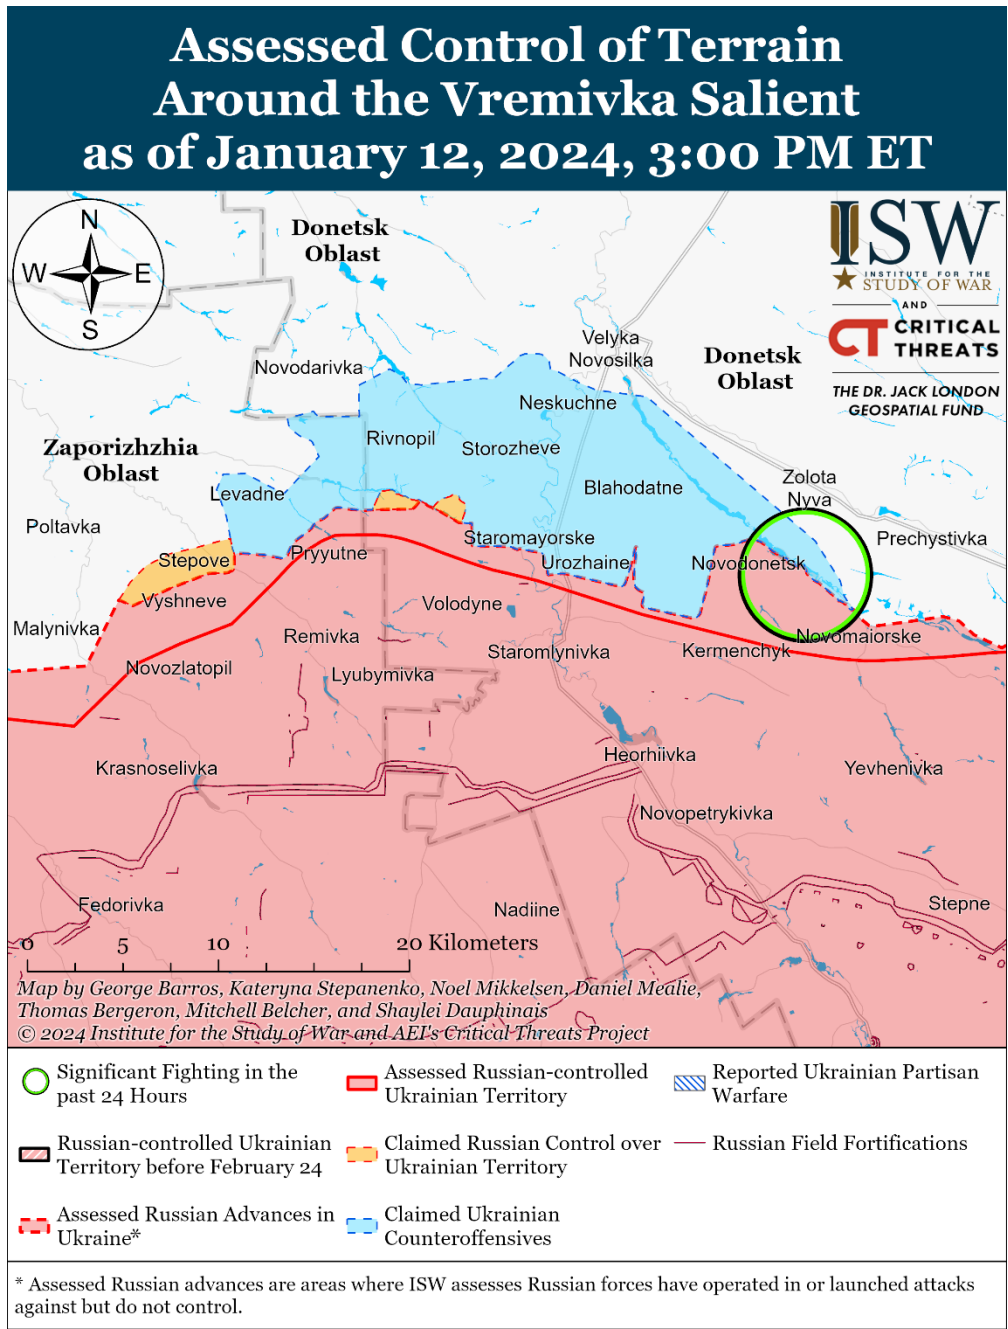 Assessed Control of Terrain
Around the Vremivka Salient
as of January 12, 2024, 3:00 PM ET
N
W
E
S
Donetsk
Oblast
ISW
INSTITUTE FOR THE
STUDY OF WAR
AND
CT CRITICAL
THREATS
THE DR. JACK LONDON
GEOSPATIAL FUND
Velyka
Novosilka
Donetsk
Oblast
Novodarivka
Neskuchne
Zaporizhzhia
Oblast
Rivnopil
Storozheve
Zolota
Nyva
Levadne
Blahodatne
Poltavka
Staromayorske
Prechystivka
Stepove
Pryyutne
Urozhaine
Novodonetsk
Vyshneve
Volodyne
Malynivka
Remivka
Novomaiorske
Staromlynivka
Kermenchyk
Novozlatopil
Lyubymivka
Krasnoselivka
Heorhiivka
Yevhenivka
Novopetrykivka
Fedorivka
Nadiine
Stepne
0 5 10 20 Kilometers
Map by George Barros, Kateryna Stepanenko, Noel Mikkelsen, Daniel Mealie,
Thomas Bergeron, Mitchell Belcher, and Shaylei Dauphinais
© 2024 Institute for the Study of War and AEI's Critical Threats Project
Significant Fighting in the
past 24 Hours
Assessed Russian-controlled
Ukrainian Territory
Reported Ukrainian Partisan
Warfare
Russian-controlled Ukrainian
Territory before February 24
Claimed Russian Control over
Ukrainian Territory
Russian Field Fortifications
Assessed Russian Advances in
Ukraine*
Claimed Ukrainian
Counteroffensives
* Assessed Russian advances are areas where ISW assesses Russian forces have operated in or launched attacks
against but do not control.